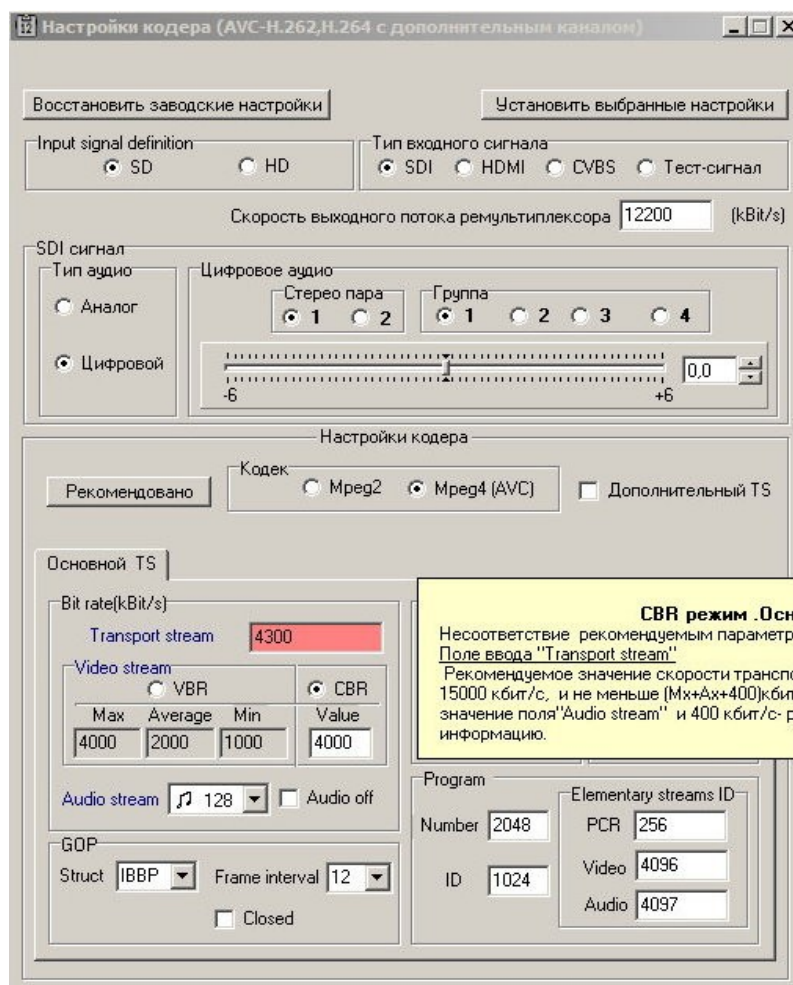 Настройки кодера (AVC-H.262,H.264 с дополнительным каналом)
Восстановить заводские настройки
Установить выбранные настройки
Input signal definition
SD HD
Тип входного сигнала
SDI HDMI CVBS Тест-сигнал
Скорость выходного потока ремультиплексора 12200 (kBit/s)
SDI сигнал
Тип аудио
Аналог
Цифровой
Цифровое аудио
Стерео пара
1 2
Группа
1 2 3 4
0,0
-6 +6
Настройки кодера
Рекомендовано
Кодек
Mpeg2 Mpeg4 (AVC)
Дополнительный TS
Основной TS
Bit rate(kBit/s)
Transport stream 4300
Video stream
VBR CBR
Max Average Min Value
4000 2000 1000 4000
Audio stream 128 Audio off
GOP
Struct IBBP Frame interval 12
Closed
CBR режим .Осн
Несоответствие рекомендуемым параметр
Поле ввода "Transport stream"
Рекомендуемое значение скорости трансп
15000 кбит/с, и не меньше (Mx+Ax+400)кбит
значение поля"Audio stream" и 400 кбит/с- р
информацию.
Program
Number 2048
ID 1024
Elementary streams ID
PCR 256
Video 4096
Audio 4097